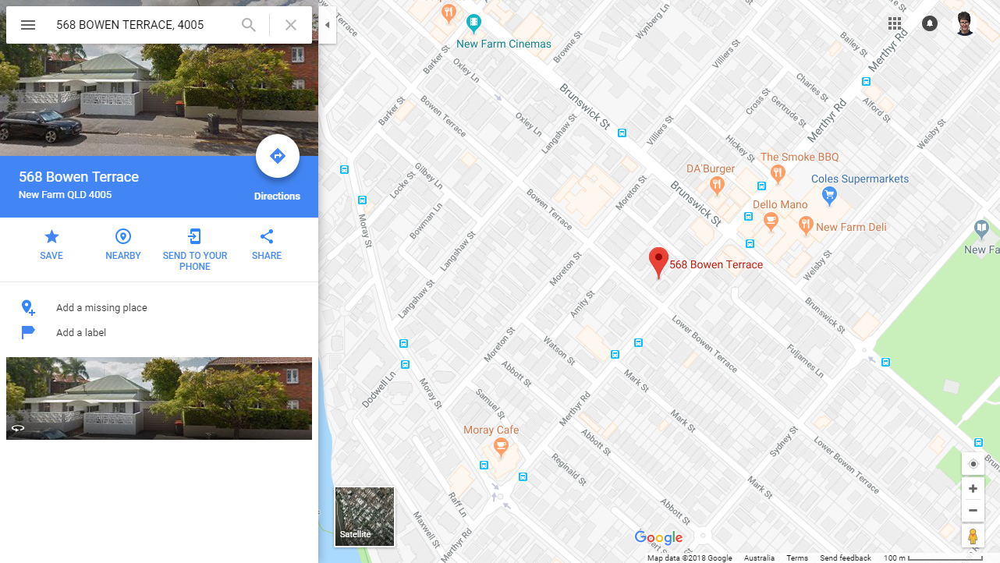 568 BOWEN TERRACE, 4005
568 Bowen Terrace
New Farm QLD 4005
Directions
SAVE
NEARBY
SEND TO YOUR
PHONE
SHARE
Add a missing place
Add a label
New Farm Cinemas
Barker St
Oxley Ln
Browne St
Wynberg Ln
Villiers St
Bailey St
Merthyr Rd
Barker St
Bowen Terrace
Oxley Ln
Langshaw St
Brunswick St
Villiers St
Cross St
Charles St
Gertrude St
Merthyr Rd
Alford St
Welsby St
Hickey St
The Smoke BBQ
DA'Burger
Coles Supermarkets
Locke St
Gilbey Ln
Moreton St
Brunswick St
Dello Mano
Bowen Terrace
Moray St
Bowman Ln
New Farm Deli
Langshaw St
Moreton St
568 Bowen Terrace
New Fa
Welsby St
Langshaw St
Amity St
Brunswick St
Moreton St
Watson St
Lower Bowen Terrace
Fuljames Ln
Abbott St
Mark St
Dodwell Ln
Moray St
Samuel St
Merthyr Rd
Mark St
Moray Cafe
Abbott St
Sydney St
Lower Bowen Terrace
Brun
Reginald St
Mark St
Raff Ln
Abbott St
Maxwell St
Merthyr Rd
Satellite
Google
Map data ©2018 Google
Australia
Terms
Send feedback
100 m